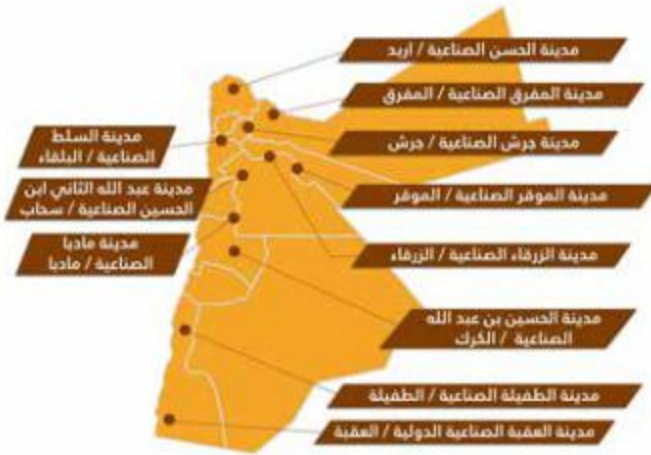 مدينة الحسن الصناعية / اربد
مدينة المفرق الصناعية / المفرق
مدينة جرش الصناعية / جرش
مدينة الموقر الصناعية / الموقر
مدينة الزرقاء الصناعية / الزرقاء
مدينة الحسين بن عبد الله
الصناعية / الكرك
مدينة الطفيلة الصناعية / الطفيلة
مدينة العقبة الصناعية الدولية / العقبة
مدينة السلط
الصناعية / البلقاء
مدينة عبد الله الثاني ابن
الحسين الصناعية / سحاب
مدينة مادبا
الصناعية / مادبا